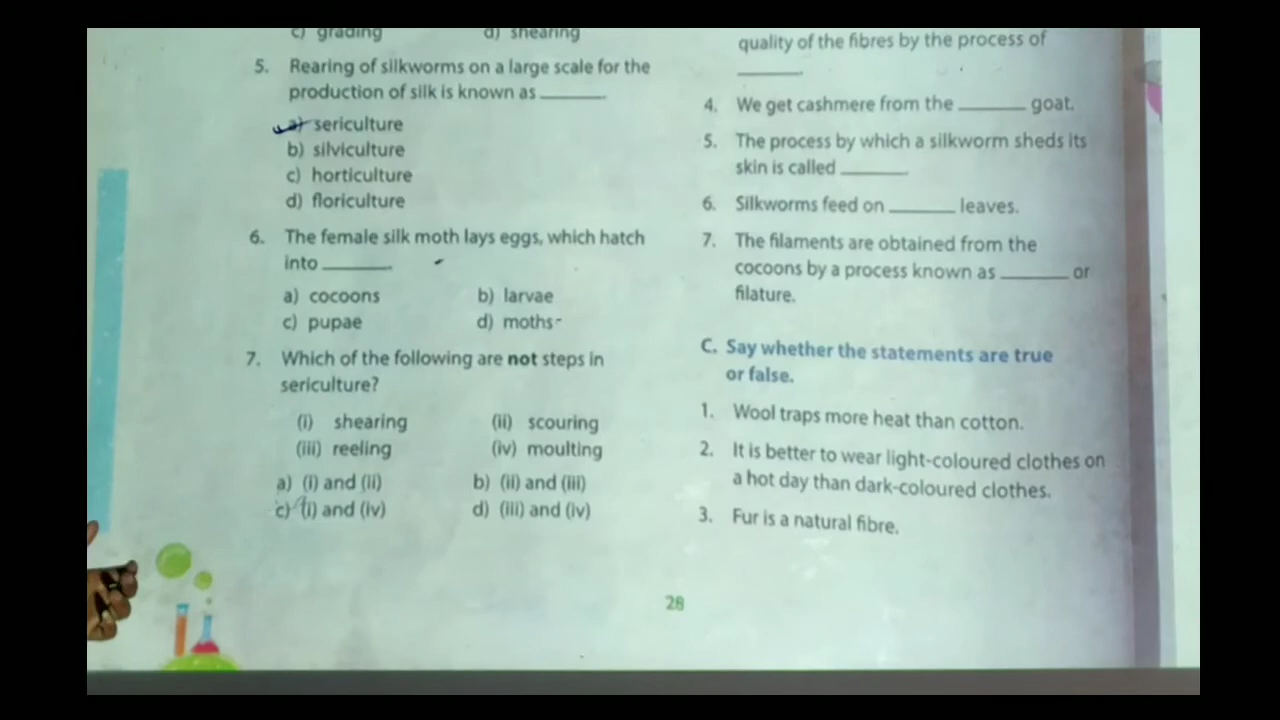 c) grading d) shearing
5. Rearing of silkworms on a large scale for the
production of silk is known as ______.
a) sericulture
b) silviculture
c) horticulture
d) floriculture
6. The female silk moth lays eggs, which hatch
into ______.
a) cocoons b) larvae
c) pupae d) moths
7. Which of the following are not steps in
sericulture?
(i) shearing (ii) scouring
(iii) reeling (iv) moulting
a) (i) and (ii) b) (ii) and (iii)
c) (i) and (iv) d) (iii) and (iv)
quality of the fibres by the process of
______.
4. We get cashmere from the ______ goat.
5. The process by which a silkworm sheds its
skin is called ______.
6. Silkworms feed on ______ leaves.
7. The filaments are obtained from the
cocoons by a process known as ______ or
filature.
C. Say whether the statements are true
or false.
1. Wool traps more heat than cotton.
2. It is better to wear light-coloured clothes on
a hot day than dark-coloured clothes.
3. Fur is a natural fibre.
28